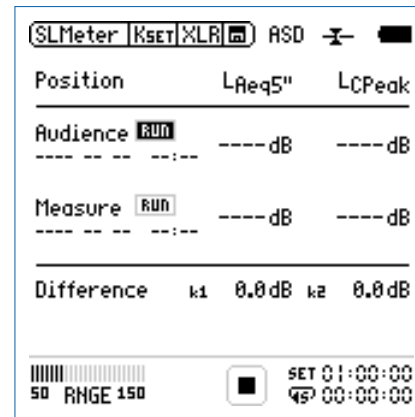 SLMeter KSET XLR ASD
Position LAeq5" LCPeak
Audience RUN ----dB ----dB
---- -- -- --:--
Measure RUN ----dB ----dB
---- -- -- --:--
Difference k1 0.0dB k2 0.0dB
SET 01:00:00
50 RNGE 150 45' 00:00:00